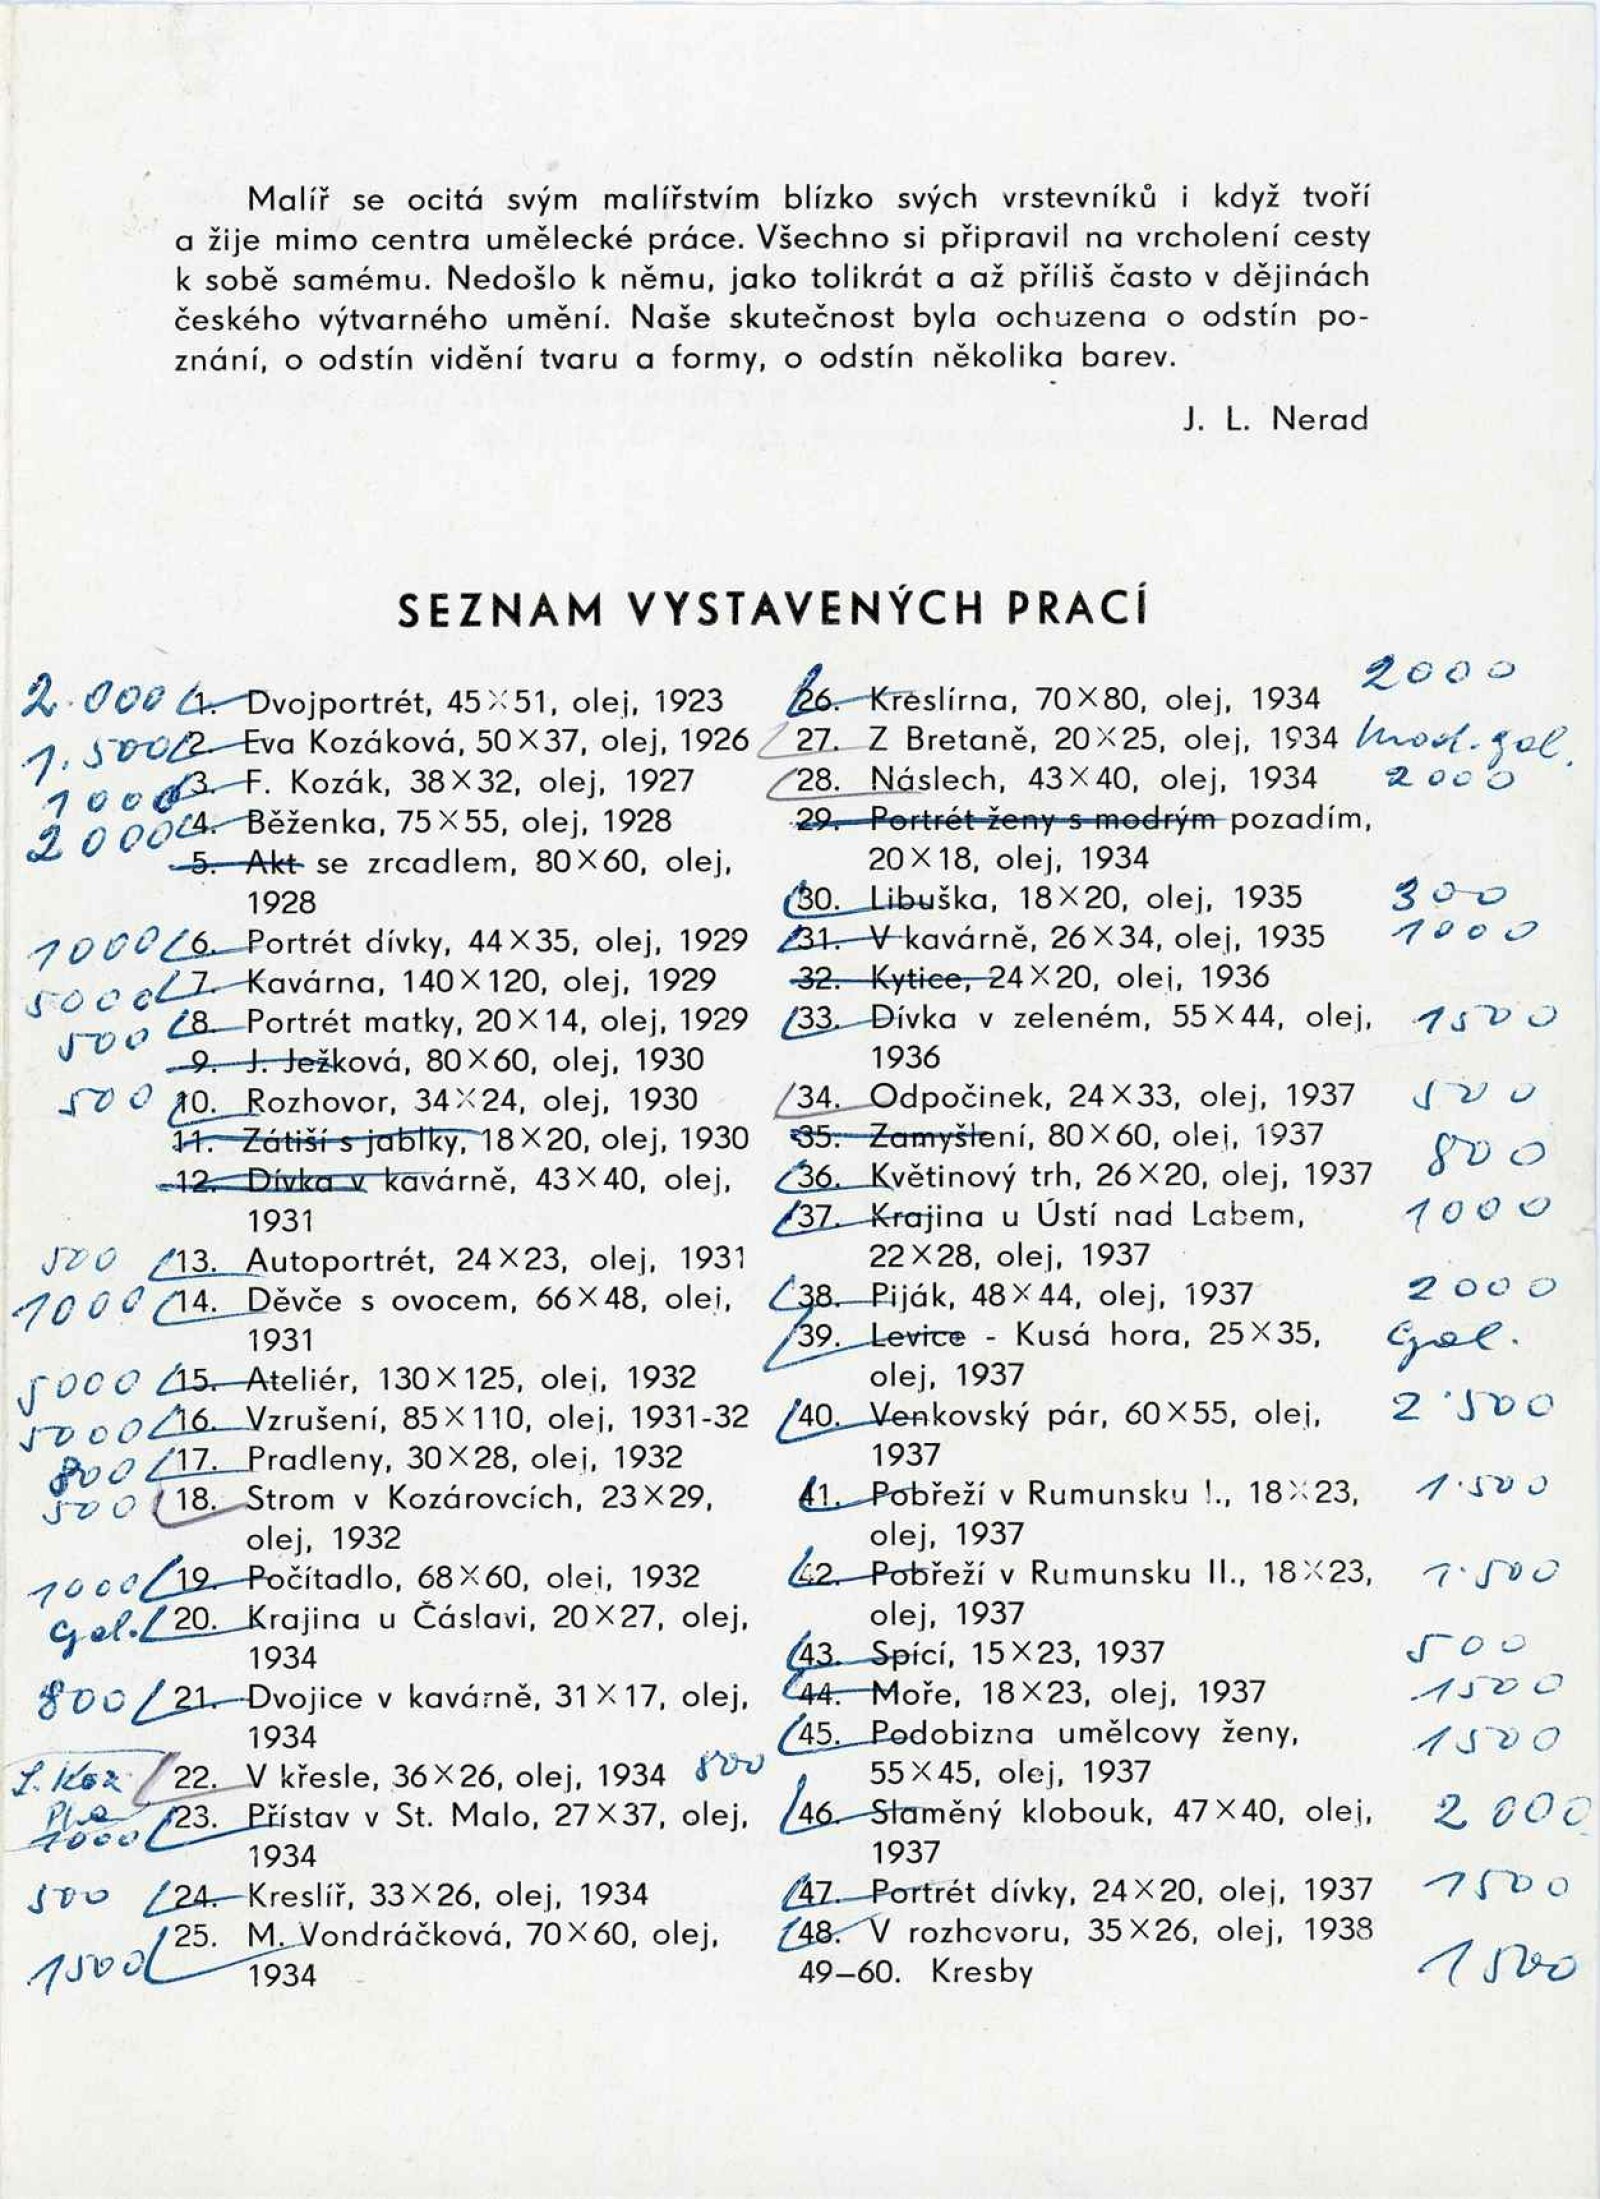 Malíř se ocitá svým malířstvím blízko svých vrstevníků i když tvoří
a žije mimo centra umělecké práce. Všechno si připravil na vrcholení cesty
k sobě samému. Nedošlo k němu, jako tolikrát a až příliš často v dějinách
českého výtvarného umění. Naše skutečnost byla ochuzena o odstín po-
znání, o odstín vidění tvaru a formy, o odstín několika barev.
J. L. Nerad
SEZNAM VYSTAVENÝCH PRACÍ
2.000 1. Dvojportrét, 45×51, olej, 1923
1.500 2. Eva Kozáková, 50×37, olej, 1926
1000 3. F. Kozák, 38×32, olej, 1927
2000 4. Běženka, 75×55, olej, 1928
5. Akt se zrcadlem, 80×60, olej,
1928
1000 6. Portrét dívky, 44×35, olej, 1929
5000 7. Kavárna, 140×120, olej, 1929
500 8. Portrét matky, 20×14, olej, 1929
9. J. Ježková, 80×60, olej, 1930
500 10. Rozhovor, 34×24, olej, 1930
11. Zátiší s jablky, 18×20, olej, 1930
12. Dívka v kavárně, 43×40, olej,
1931
500 13. Autoportrét, 24×23, olej, 1931
1000 14. Děvče s ovocem, 66×48, olej,
1931
5000 15. Ateliér, 130×125, olej, 1932
5000 16. Vzrušení, 85×110, olej, 1931-32
800 17. Pradleny, 30×28, olej, 1932
500 18. Strom v Kozárovcích, 23×29,
olej, 1932
1000 19. Počítadlo, 68×60, olej, 1932
Gal. 20. Krajina u Čáslavi, 20×27, olej,
1934
800 21. Dvojice v kavárně, 31×17, olej,
1934
22. V křesle, 36×26, olej, 1934 800
1000 23. Přístav v St. Malo, 27×37, olej,
1934
500 24. Kreslíř, 33×26, olej, 1934
1500 25. M. Vondráčková, 70×60, olej,
1934
26. Kreslírna, 70×80, olej, 1934 2000
27. Z Bretaně, 20×25, olej, 1934 Mod. gal.
28. Náslech, 43×40, olej, 1934 2000
29. Portrét ženy s modrým pozadím,
20×18, olej, 1934
30. Libuška, 18×20, olej, 1935 300
31. V kavárně, 26×34, olej, 1935 1000
32. Kytice, 24×20, olej, 1936
33. Dívka v zeleném, 55×44, olej, 1500
1936
34. Odpočinek, 24×33, olej, 1937 500
35. Zamyšlení, 80×60, olej, 1937
36. Květinový trh, 26×20, olej, 1937 800
37. Krajina u Ústí nad Labem, 1000
22×28, olej, 1937
38. Piják, 48×44, olej, 1937 2000
39. Levice - Kusá hora, 25×35, Gal.
olej, 1937
40. Venkovský pár, 60×55, olej, 2.500
1937
41. Pobřeží v Rumunsku I., 18×23, 1.500
olej, 1937
42. Pobřeží v Rumunsku II., 18×23, 1.500
olej, 1937
43. Spící, 15×23, 1937 500
44. Moře, 18×23, olej, 1937 1500
45. Podobizna umělcovy ženy, 1500
55×45, olej, 1937
46. Slaměný klobouk, 47×40, olej, 2000
1937
47. Portrét dívky, 24×20, olej, 1937 1500
48. V rozhovoru, 35×26, olej, 1938
49–60. Kresby 1500